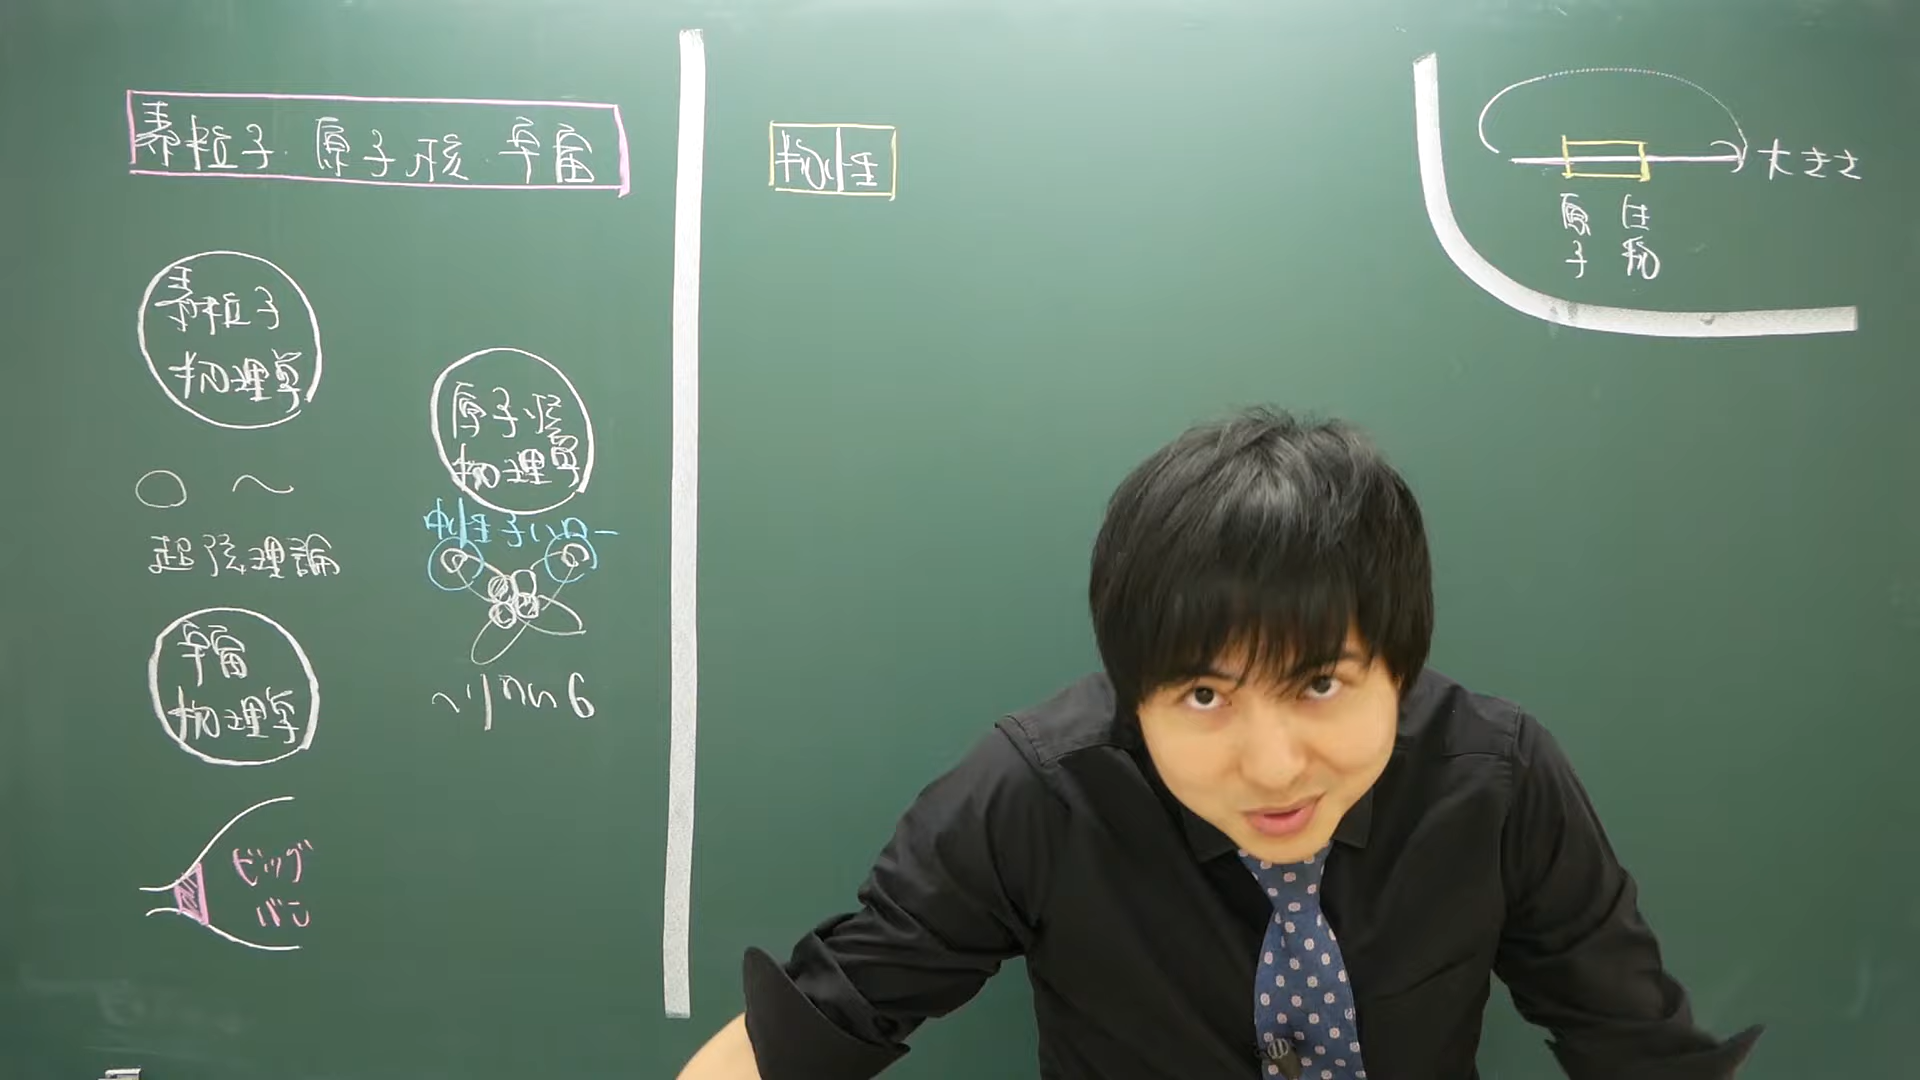 素粒子・原子核・宇宙
素粒子
物理学
超弦理論
宇宙
物理学
ビッグ
バン
原子核
物理学
中性子ハロー
ヘリウム6
物性
大きさ
原子
生物